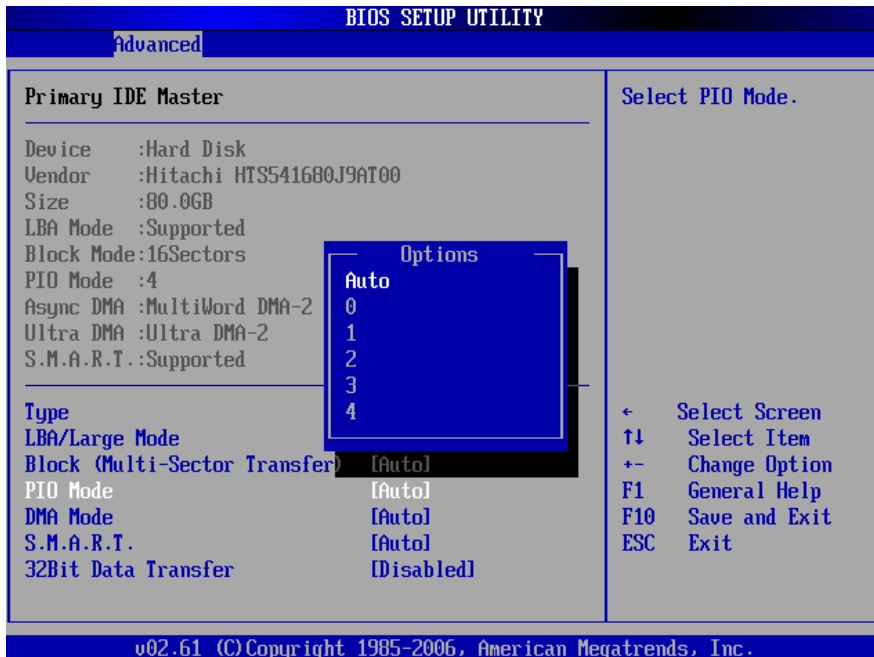 BIOS SETUP UTILITY
Advanced
Primary IDE Master
Device :Hard Disk
Vendor :Hitachi HTS541680J9AT00
Size :80.0GB
LBA Mode :Supported
Block Mode:16Sectors
PIO Mode :4
Async DMA :MultiWord DMA-2
Ultra DMA :Ultra DMA-2
S.M.A.R.T.:Supported
Type
LBA/Large Mode
Block (Multi-Sector Transfer) [Auto]
PIO Mode [Auto]
DMA Mode [Auto]
S.M.A.R.T. [Auto]
32Bit Data Transfer [Disabled]
Options
Auto
0
1
2
3
4
Select PIO Mode.
← Select Screen
↑↓ Select Item
+- Change Option
F1 General Help
F10 Save and Exit
ESC Exit
v02.61 (C)Copyright 1985-2006, American Megatrends, Inc.